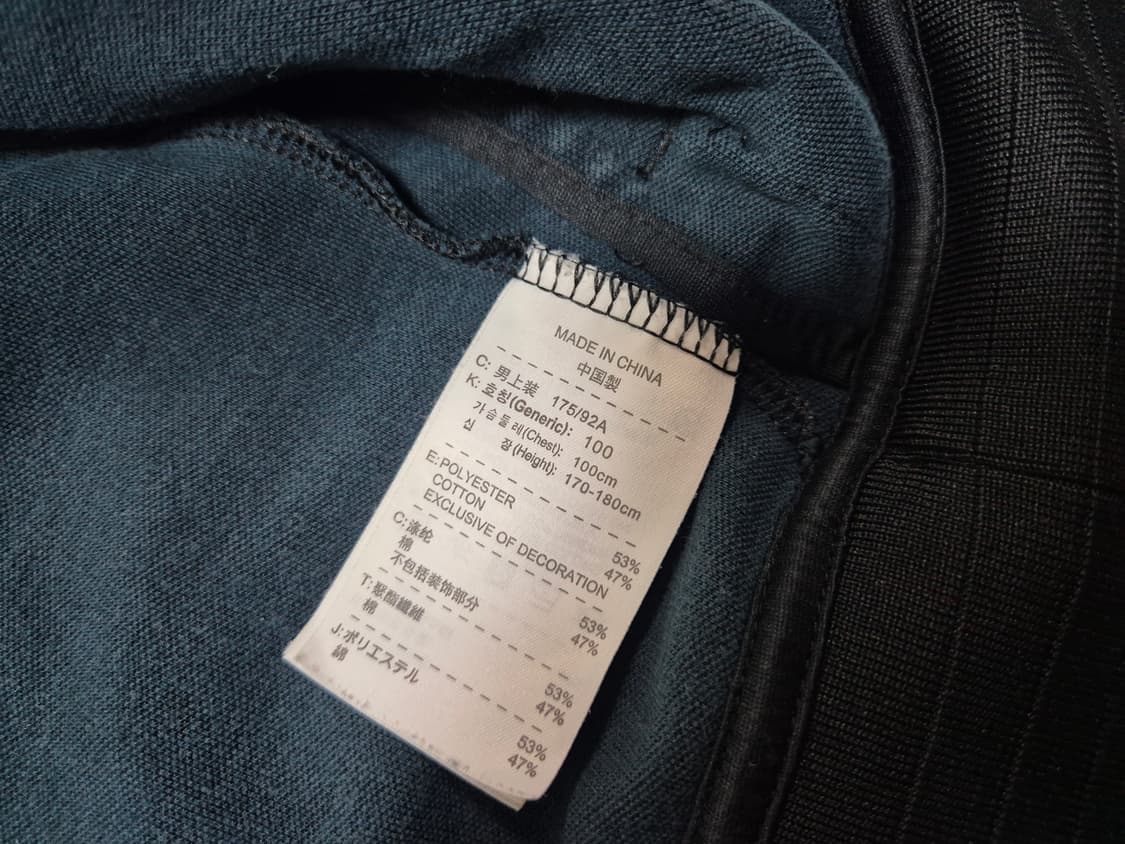 MADE IN CHINA
中国製
C: 男上装 175/92A
K: 호칭(Generic): 100
가슴둘레(Chest): 100cm
신 장(Height): 170-180cm
E: POLYESTER 53%
COTTON 47%
EXCLUSIVE OF DECORATION
C: 涤纶 53%
棉 47%
不包括装饰部分
T: 聚酯纖維 53%
棉 47%
J: ポリエステル 53%
綿 47%